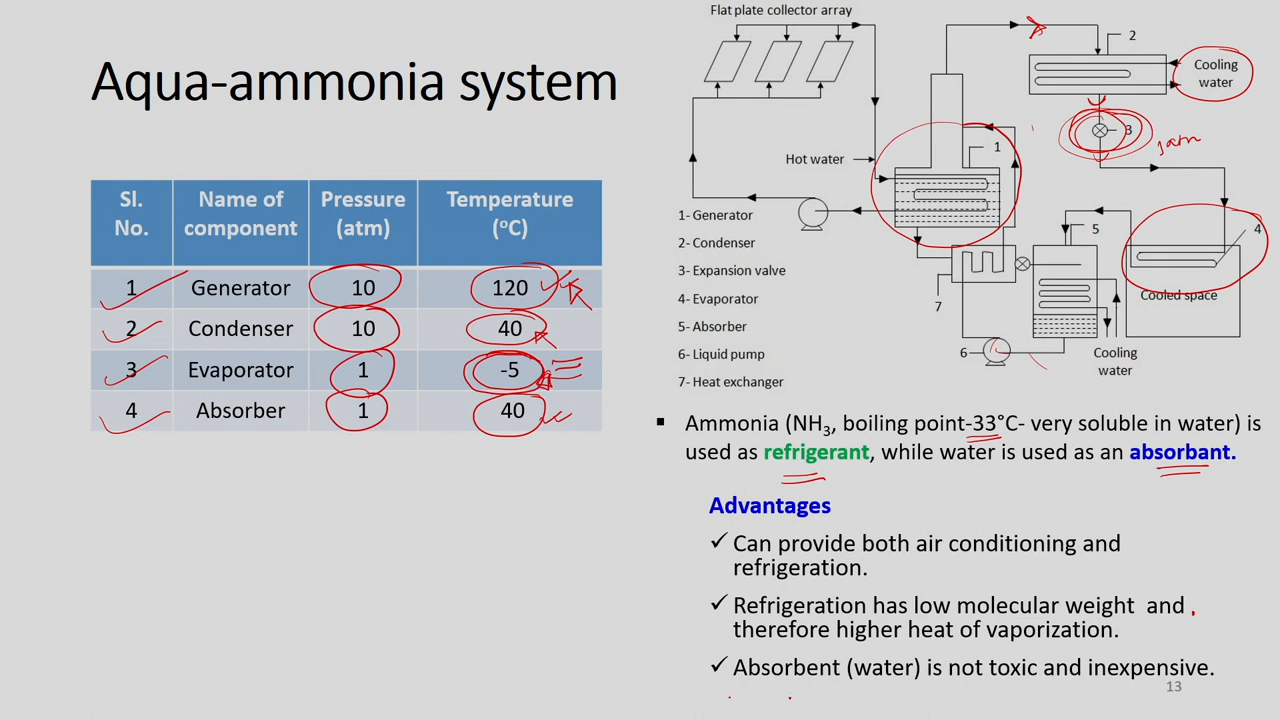 Aqua-ammonia system
Sl. No. Name of component Pressure (atm) Temperature (ºC)
1 Generator 10 120
2 Condenser 10 40
3 Evaporator 1 -5
4 Absorber 1 40
Flat plate collector array
2
Cooling
water
3
1atm
1
Hot water
4
5
Cooled space
7
6
Cooling
water
1- Generator
2- Condenser
3- Expansion valve
4- Evaporator
5- Absorber
6- Liquid pump
7- Heat exchanger
▪ Ammonia (NH₃, boiling point-33°C- very soluble in water) is
used as refrigerant, while water is used as an absorbant.
Advantages
✓ Can provide both air conditioning and
refrigeration.
✓ Refrigeration has low molecular weight and
therefore higher heat of vaporization.
✓ Absorbent (water) is not toxic and inexpensive.
13